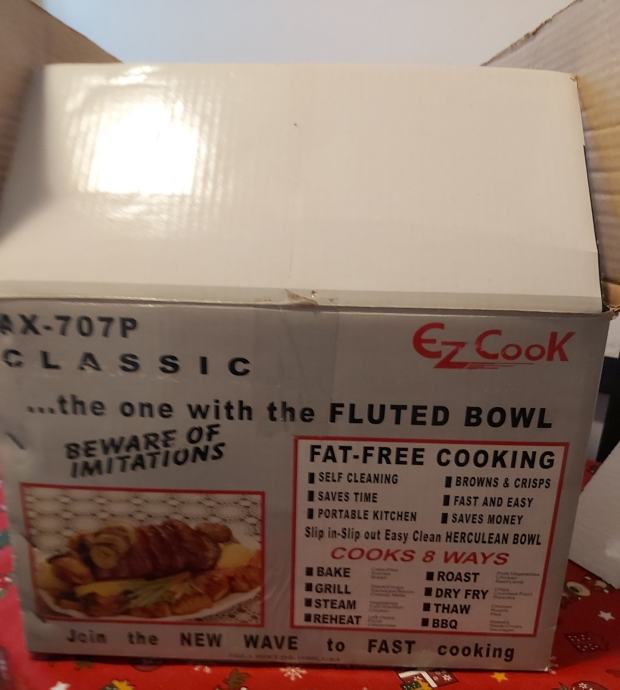 AX-707P
CLASSIC
EZ COOK
...the one with the FLUTED BOWL
BEWARE OF
IMITATIONS
FAT-FREE COOKING
SELF CLEANING
SAVES TIME
PORTABLE KITCHEN
BROWNS & CRISPS
FAST AND EASY
SAVES MONEY
Slip in-Slip out Easy Clean HERCULEAN BOWL
COOKS 8 WAYS
BAKE
GRILL
STEAM
REHEAT
ROAST
DRY FRY
THAW
BBQ
Join the NEW WAVE to FAST cooking